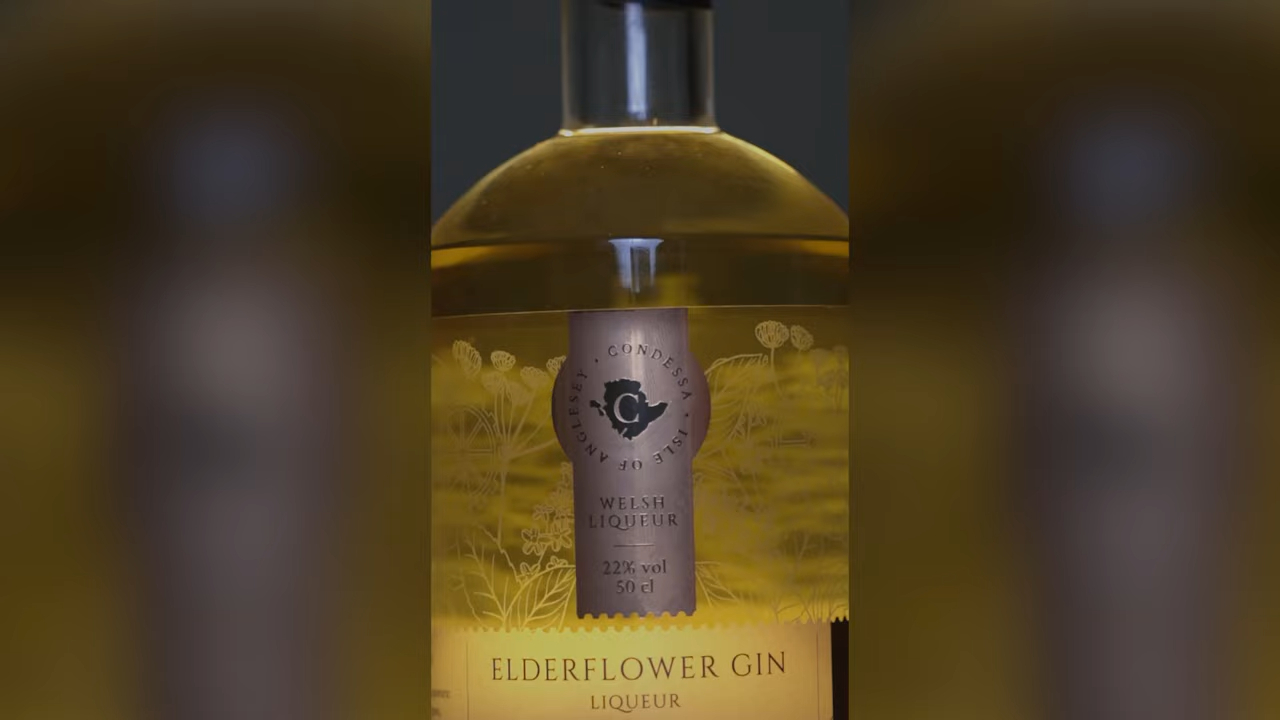 CONDESSA • ISLE OF ANGLESEY •
C
WELSH
LIQUEUR
22% vol
50 cl
ELDERFLOWER GIN
LIQUEUR